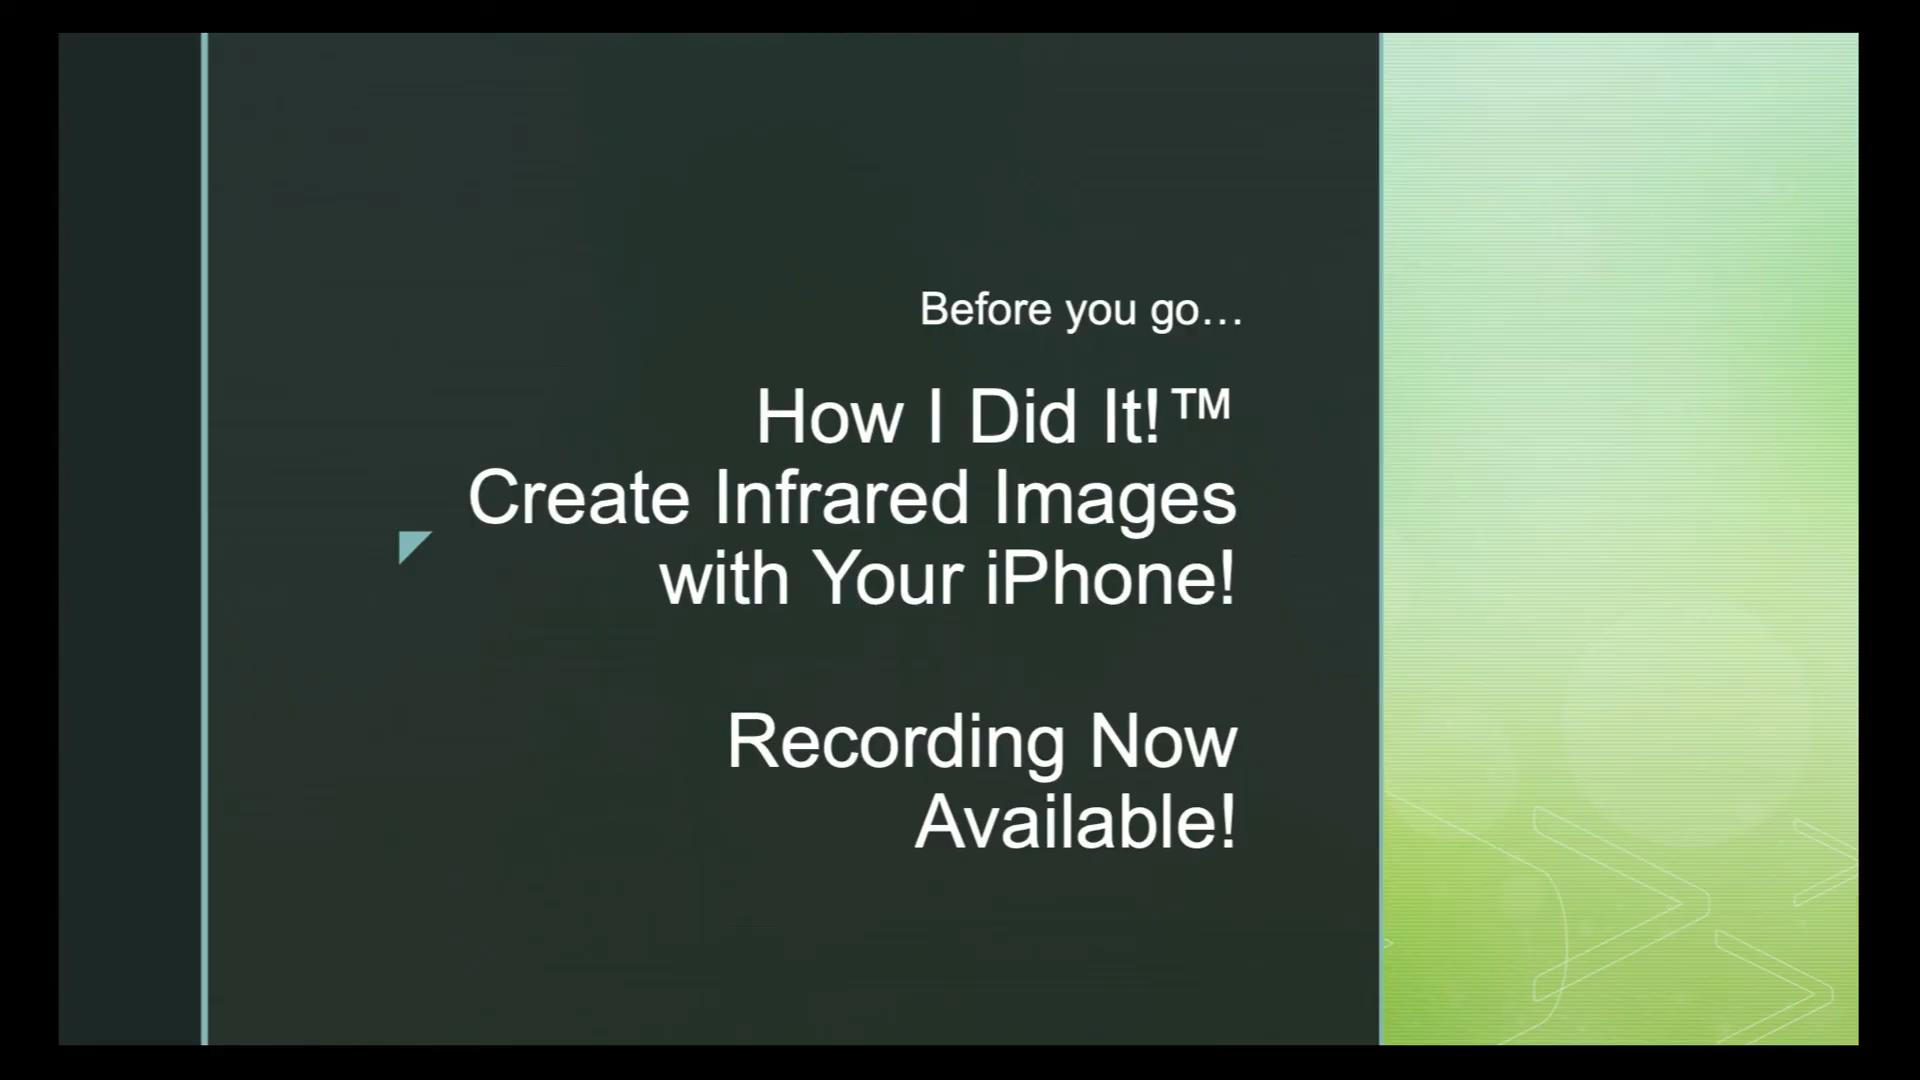 Before you go…
How I Did It!™
Create Infrared Images
with Your iPhone!
Recording Now
Available!